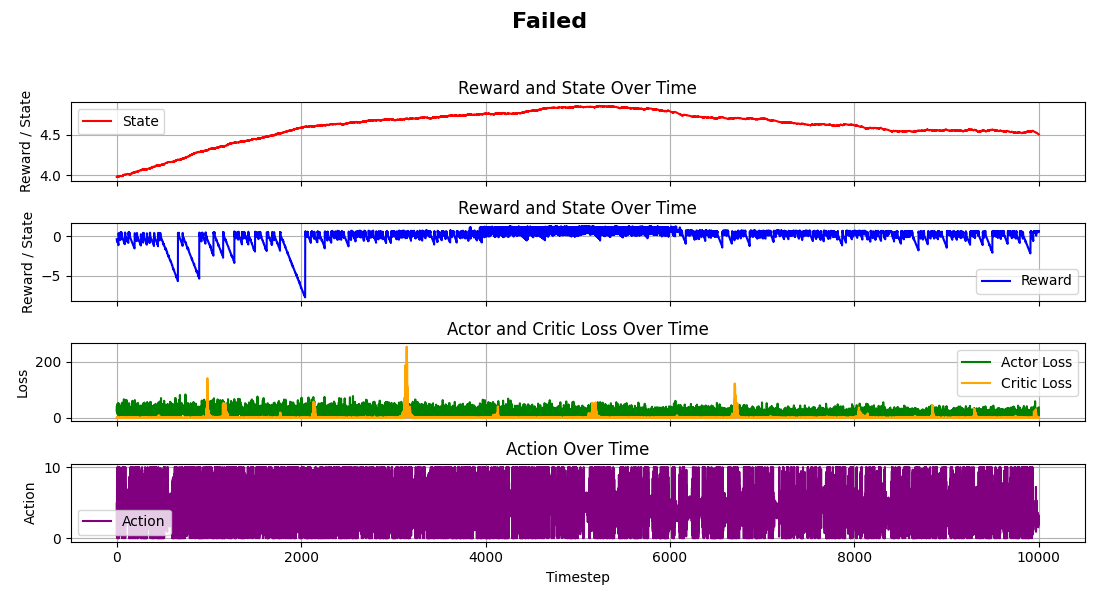 Failed
Reward and State Over Time
Reward / State
4.5
4.0
State
Reward and State Over Time
Reward / State
0
−5
Reward
Actor and Critic Loss Over Time
Loss
200
0
Actor Loss
Critic Loss
Action Over Time
Action
10
0
Action
0 2000 4000 6000 8000 10000
Timestep